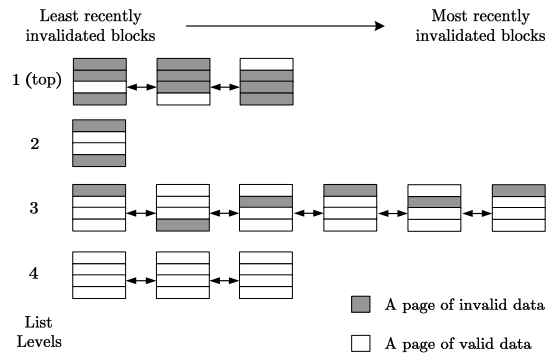 Least recently
invalidated blocks
Most recently
invalidated blocks
1 (top)
2
3
4
List
Levels
A page of invalid data
A page of valid data